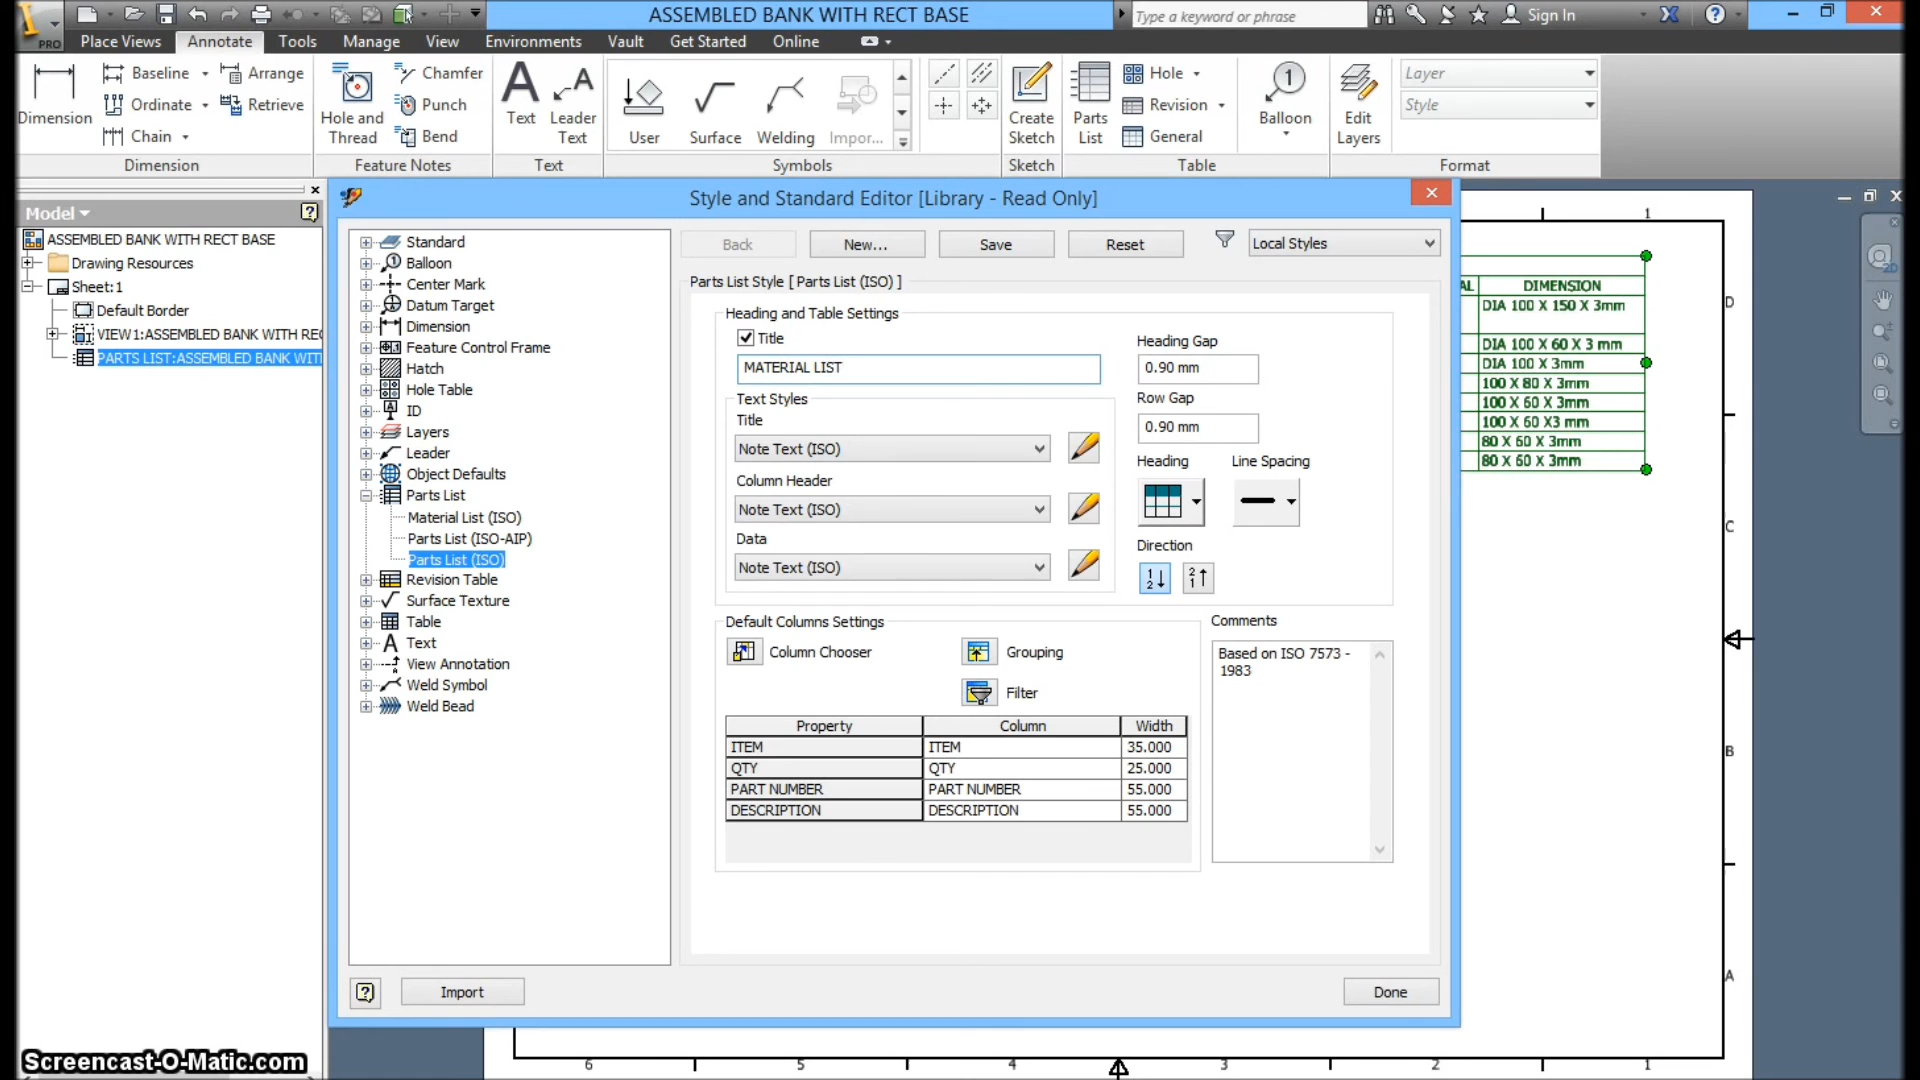 ASSEMBLED BANK WITH RECT BASE
Type a keyword or phrase
Sign In
PRO
Place Views
Annotate
Tools
Manage
View
Environments
Vault
Get Started
Online
Dimension
Baseline
Ordinate
Chain
Arrange
Retrieve
Dimension
Hole and
Thread
Chamfer
Punch
Bend
Feature Notes
Text
Leader
Text
Text
User
Surface
Welding
Impor...
Symbols
Create
Sketch
Sketch
Parts
List
Hole
Revision
General
Table
Balloon
Edit
Layers
Layer
Style
Format
Model
ASSEMBLED BANK WITH RECT BASE
Drawing Resources
Sheet:1
Default Border
VIEW1:ASSEMBLED BANK WITH REC
PARTS LIST:ASSEMBLED BANK WIT
Style and Standard Editor [Library - Read Only]
Standard
Balloon
Center Mark
Datum Target
Dimension
Feature Control Frame
Hatch
Hole Table
ID
Layers
Leader
Object Defaults
Parts List
Material List (ISO)
Parts List (ISO-AIP)
Parts List (ISO)
Revision Table
Surface Texture
Table
Text
View Annotation
Weld Symbol
Weld Bead
Back
New...
Save
Reset
Local Styles
Parts List Style [ Parts List (ISO) ]
Heading and Table Settings
Title
MATERIAL LIST
Text Styles
Title
Note Text (ISO)
Column Header
Note Text (ISO)
Data
Note Text (ISO)
Heading Gap
0.90 mm
Row Gap
0.90 mm
Heading
Line Spacing
Direction
Default Columns Settings
Column Chooser
Grouping
Filter
Property Column Width
ITEM ITEM 35.000
QTY QTY 25.000
PART NUMBER PART NUMBER 55.000
DESCRIPTION DESCRIPTION 55.000
Comments
Based on ISO 7573 -
1983
Import
Done
1
AL DIMENSION
DIA 100 X 150 X 3mm
DIA 100 X 60 X 3 mm
DIA 100 X 3mm
100 X 80 X 3mm
100 X 60 X 3mm
100 X 60 X3 mm
80 X 60 X 3mm
80 X 60 X 3mm
D
C
B
A
6 5 4 3 2 1
Screencast-O-Matic.com